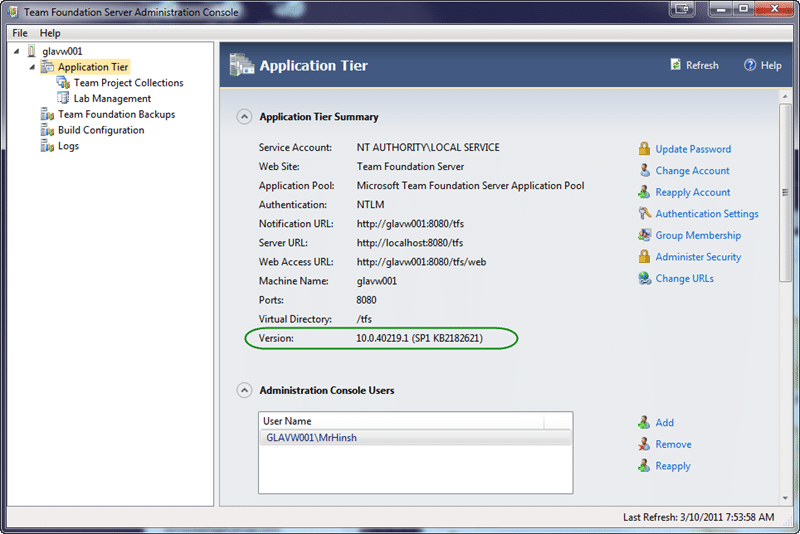 Team Foundation Server Administration Console
File Help
glavw001
Application Tier
Team Project Collections
Lab Management
Team Foundation Backups
Build Configuration
Logs
Application Tier
Refresh Help
Application Tier Summary
Service Account: NT AUTHORITY\LOCAL SERVICE
Web Site: Team Foundation Server
Application Pool: Microsoft Team Foundation Server Application Pool
Authentication: NTLM
Notification URL: http://glavw001:8080/tfs
Server URL: http://localhost:8080/tfs
Web Access URL: http://glavw001:8080/tfs/web
Machine Name: glavw001
Ports: 8080
Virtual Directory: /tfs
Version: 10.0.40219.1 (SP1 KB2182621)
Update Password
Change Account
Reapply Account
Authentication Settings
Group Membership
Administer Security
Change URLs
Administration Console Users
User Name
GLAVW001\MrHinsh
Add
Remove
Reapply
Last Refresh: 3/10/2011 7:53:58 AM